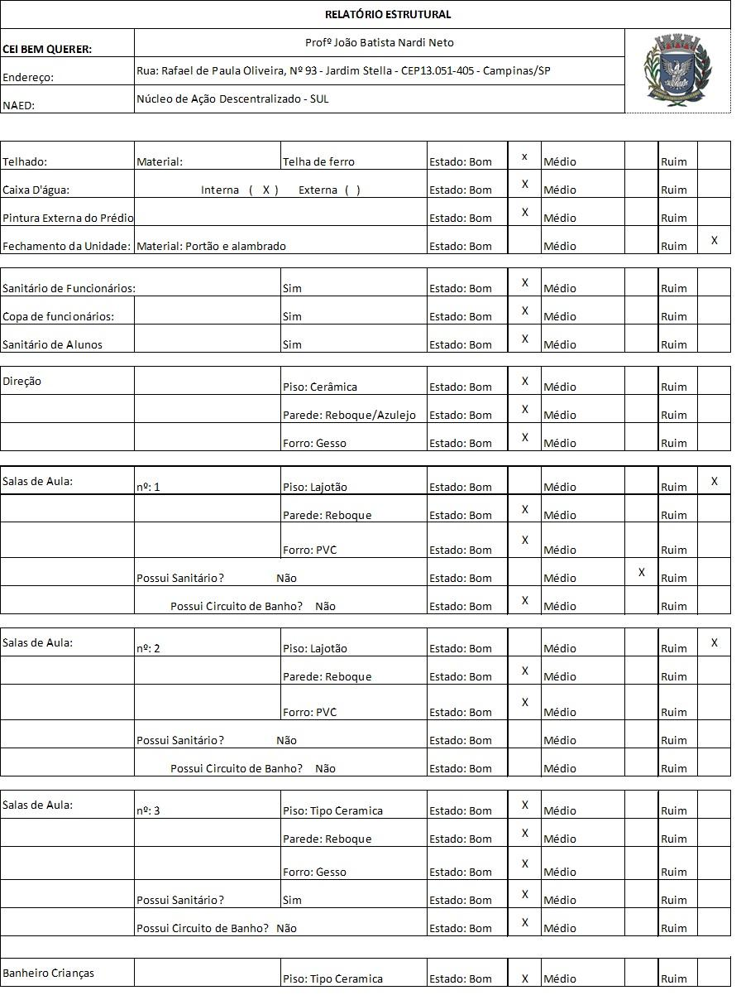 RELATÓRIO ESTRUTURAL
CEI BEM QUERER: Profº João Batista Nardi Neto
Endereço: Rua: Rafael de Paula Oliveira, Nº 93 - Jardim Stella - CEP13.051-405 - Campinas/SP
NAED: Núcleo de Ação Descentralizado - SUL
Telhado: Material: Telha de ferro Estado: Bom x Médio Ruim
Caixa D'água: Interna ( X ) Externa ( ) Estado: Bom X Médio Ruim
Pintura Externa do Prédio Estado: Bom X Médio Ruim
Fechamento da Unidade: Material: Portão e alambrado Estado: Bom Médio Ruim X
Sanitário de Funcionários: Sim Estado: Bom X Médio Ruim
Copa de funcionários: Sim Estado: Bom X Médio Ruim
Sanitário de Alunos Sim Estado: Bom X Médio Ruim
Direção Piso: Cerâmica Estado: Bom X Médio Ruim
Parede: Reboque/Azulejo Estado: Bom X Médio Ruim
Forro: Gesso Estado: Bom X Médio Ruim
Salas de Aula: nº: 1 Piso: Lajotão Estado: Bom Médio Ruim X
Parede: Reboque Estado: Bom X Médio Ruim
Forro: PVC Estado: Bom X Médio Ruim
Possui Sanitário? Não Estado: Bom Médio X Ruim
Possui Circuito de Banho? Não Estado: Bom X Médio Ruim
Salas de Aula: nº: 2 Piso: Lajotão Estado: Bom Médio Ruim X
Parede: Reboque Estado: Bom X Médio Ruim
Forro: PVC Estado: Bom X Médio Ruim
Possui Sanitário? Não Estado: Bom Médio Ruim
Possui Circuito de Banho? Não Estado: Bom Médio Ruim
Salas de Aula: nº: 3 Piso: Tipo Ceramica Estado: Bom X Médio Ruim
Parede: Reboque Estado: Bom X Médio Ruim
Forro: Gesso Estado: Bom X Médio Ruim
Possui Sanitário? Sim Estado: Bom X Médio Ruim
Possui Circuito de Banho? Não Estado: Bom X Médio Ruim
Banheiro Crianças Piso: Tipo Ceramica Estado: Bom X Médio Ruim